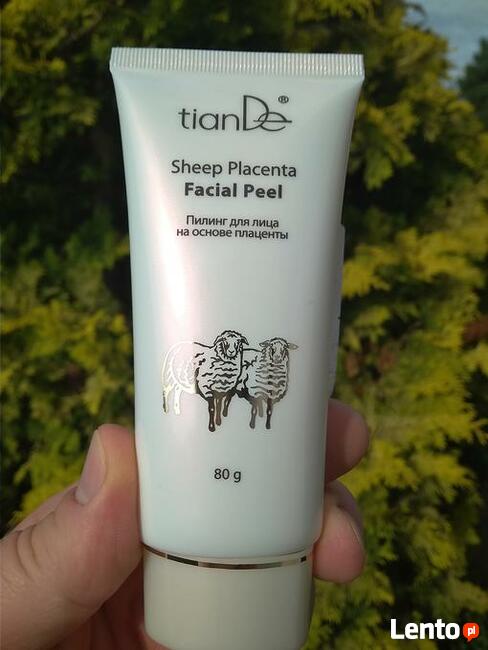 tianDe®
Sheep Placenta
Facial Peel
Пилинг для лица
на основе плаценты
80 g
Lento.pl